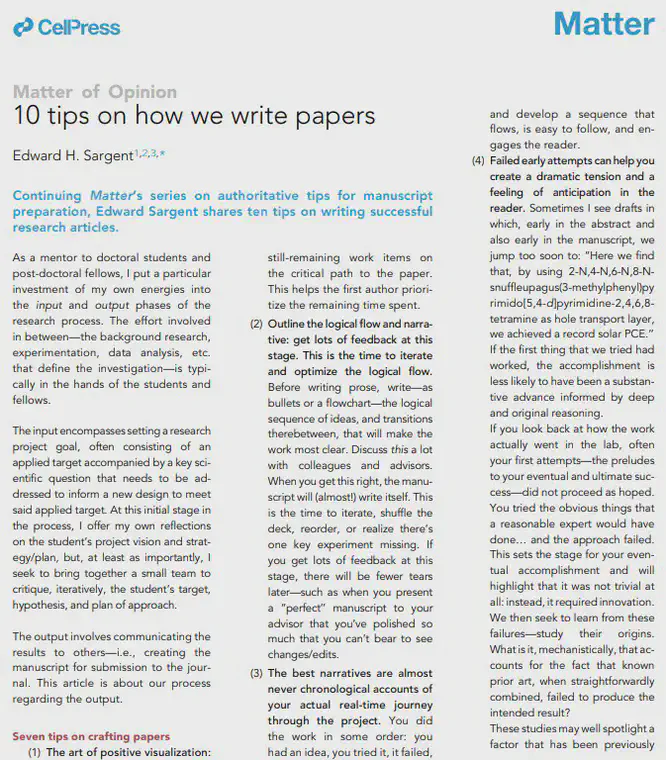 CellPress
Matter
Matter of Opinion
10 tips on how we write papers
Edward H. Sargent1,2,3,*
Continuing Matter's series on authoritative tips for manuscript
preparation, Edward Sargent shares ten tips on writing successful
research articles.
As a mentor to doctoral students and
post-doctoral fellows, I put a particular
investment of my own energies into
the input and output phases of the
research process. The effort involved
in between—the background research,
experimentation, data analysis, etc.
that define the investigation—is typi-
cally in the hands of the students and
fellows.
The input encompasses setting a research
project goal, often consisting of an
applied target accompanied by a key sci-
entific question that needs to be ad-
dressed to inform a new design to meet
said applied target. At this initial stage in
the process, I offer my own reflections
on the student's project vision and strat-
egy/plan, but, at least as importantly, I
seek to bring together a small team to
critique, iteratively, the student's target,
hypothesis, and plan of approach.
The output involves communicating the
results to others—i.e., creating the
manuscript for submission to the jour-
nal. This article is about our process
regarding the output.
Seven tips on crafting papers
(1) The art of positive visualization:
still-remaining work items on
the critical path to the paper.
This helps the first author priori-
tize the remaining time spent.
(2) Outline the logical flow and narra-
tive: get lots of feedback at this
stage. This is the time to iterate
and optimize the logical flow.
Before writing prose, write—as
bullets or a flowchart—the logical
sequence of ideas, and transitions
therebetween, that will make the
work most clear. Discuss this a lot
with colleagues and advisors.
When you get this right, the manu-
script will (almost!) write itself. This
is the time to iterate, shuffle the
deck, reorder, or realize there's
one key experiment missing. If
you get lots of feedback at this
stage, there will be fewer tears
later—such as when you present
a "perfect" manuscript to your
advisor that you've polished so
much that you can't bear to see
changes/edits.
(3) The best narratives are almost
never chronological accounts of
your actual real-time journey
through the project. You did
the work in some order: you
had an idea, you tried it, it failed,
and develop a sequence that
flows, is easy to follow, and en-
gages the reader.
(4) Failed early attempts can help you
create a dramatic tension and a
feeling of anticipation in the
reader. Sometimes I see drafts in
which, early in the abstract and
also early in the manuscript, we
jump too soon to: "Here we find
that, by using 2-N,4-N,6-N,8-N-
snuffleupagus(3-methylphenyl)py
rimido[5,4-d]pyrimidine-2,4,6,8-
tetramine as hole transport layer,
we achieved a record solar PCE."
If the first thing that we tried had
worked, the accomplishment is
less likely to have been a substan-
tive advance informed by deep
and original reasoning.
If you look back at how the work
actually went in the lab, often
your first attempts—the preludes
to your eventual and ultimate suc-
cess—did not proceed as hoped.
You tried the obvious things that
a reasonable expert would have
done... and the approach failed.
This sets the stage for your even-
tual accomplishment and will
highlight that it was not trivial at
all: instead, it required innovation.
We then seek to learn from these
failures—study their origins.
What is it, mechanistically, that ac-
counts for the fact that known
prior art, when straightforwardly
combined, failed to produce the
intended result?
These studies may well spotlight a
factor that has been previously